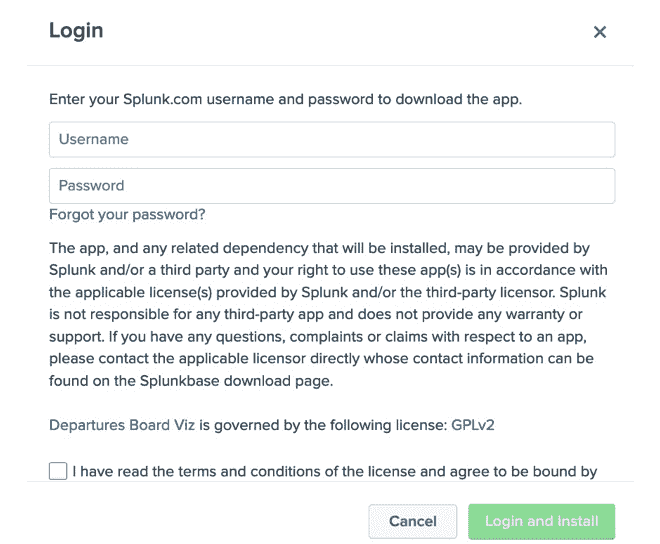 Login
×
Enter your Splunk.com username and password to download the app.
Username
Password
Forgot your password?
The app, and any related dependency that will be installed, may be provided by
Splunk and/or a third party and your right to use these app(s) is in accordance with
the applicable license(s) provided by Splunk and/or the third-party licensor. Splunk
is not responsible for any third-party app and does not provide any warranty or
support. If you have any questions, complaints or claims with respect to an app,
please contact the applicable licensor directly whose contact information can be
found on the Splunkbase download page.
Departures Board Viz is governed by the following license: GPLv2
I have read the terms and conditions of the license and agree to be bound by
Cancel
Login and Install